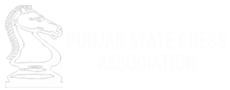 PUNJAB STATE CHESS
ASSOCIATION